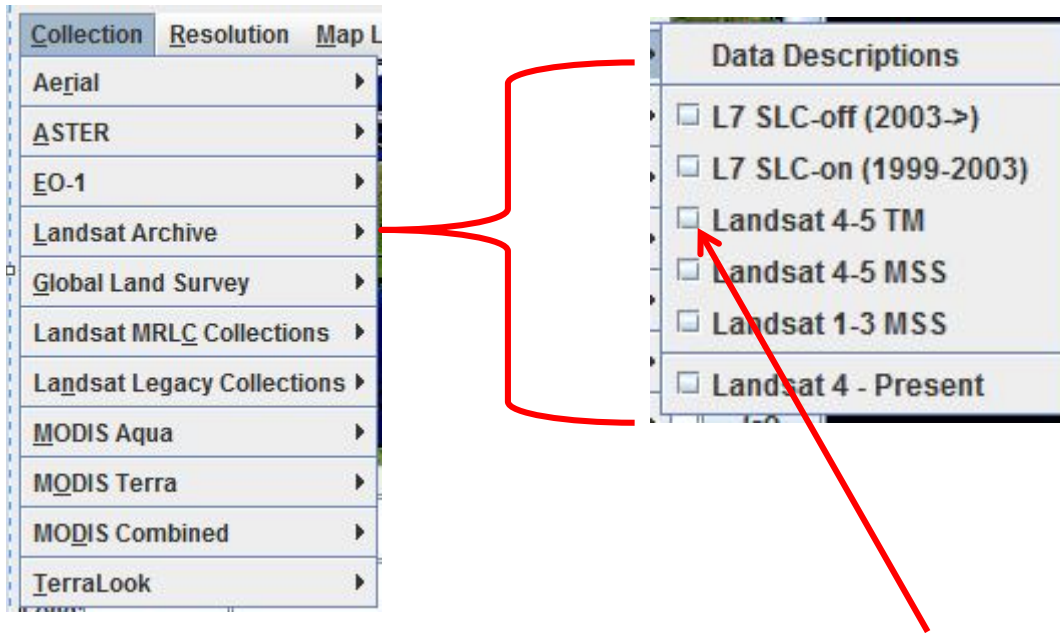 Collection Resolution Map L
Aerial
ASTER
EO-1
Landsat Archive
Global Land Survey
Landsat MRLC Collections
Landsat Legacy Collections
MODIS Aqua
MODIS Terra
MODIS Combined
TerraLook
Data Descriptions
L7 SLC-off (2003->)
L7 SLC-on (1999-2003)
Landsat 4-5 TM
Landsat 4-5 MSS
Landsat 1-3 MSS
Landsat 4 - Present